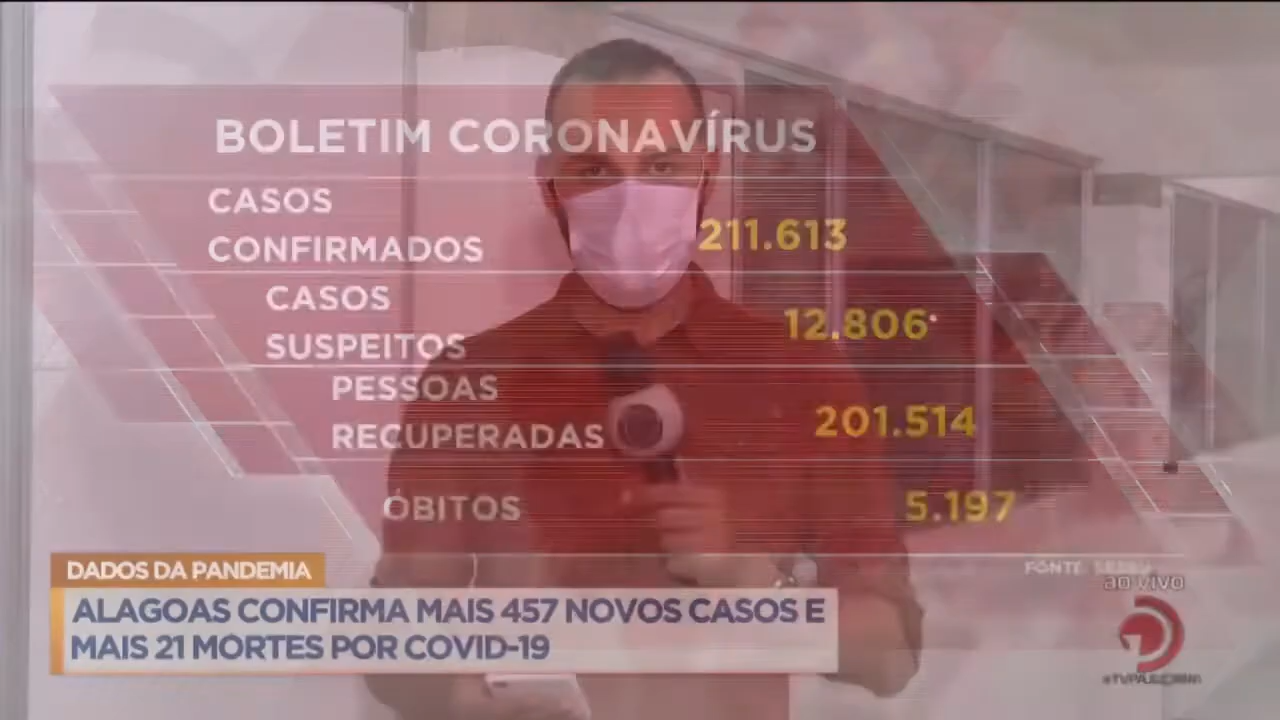 BOLETIM CORONAVÍRUS
CASOS
CONFIRMADOS
211.613
CASOS
SUSPEITOS
12.806
PESSOAS
RECUPERADAS
201.514
ÓBITOS
5.197
DADOS DA PANDEMIA
FONTE
AO VIVO
ALAGOAS CONFIRMA MAIS 457 NOVOS CASOS E
MAIS 21 MORTES POR COVID-19